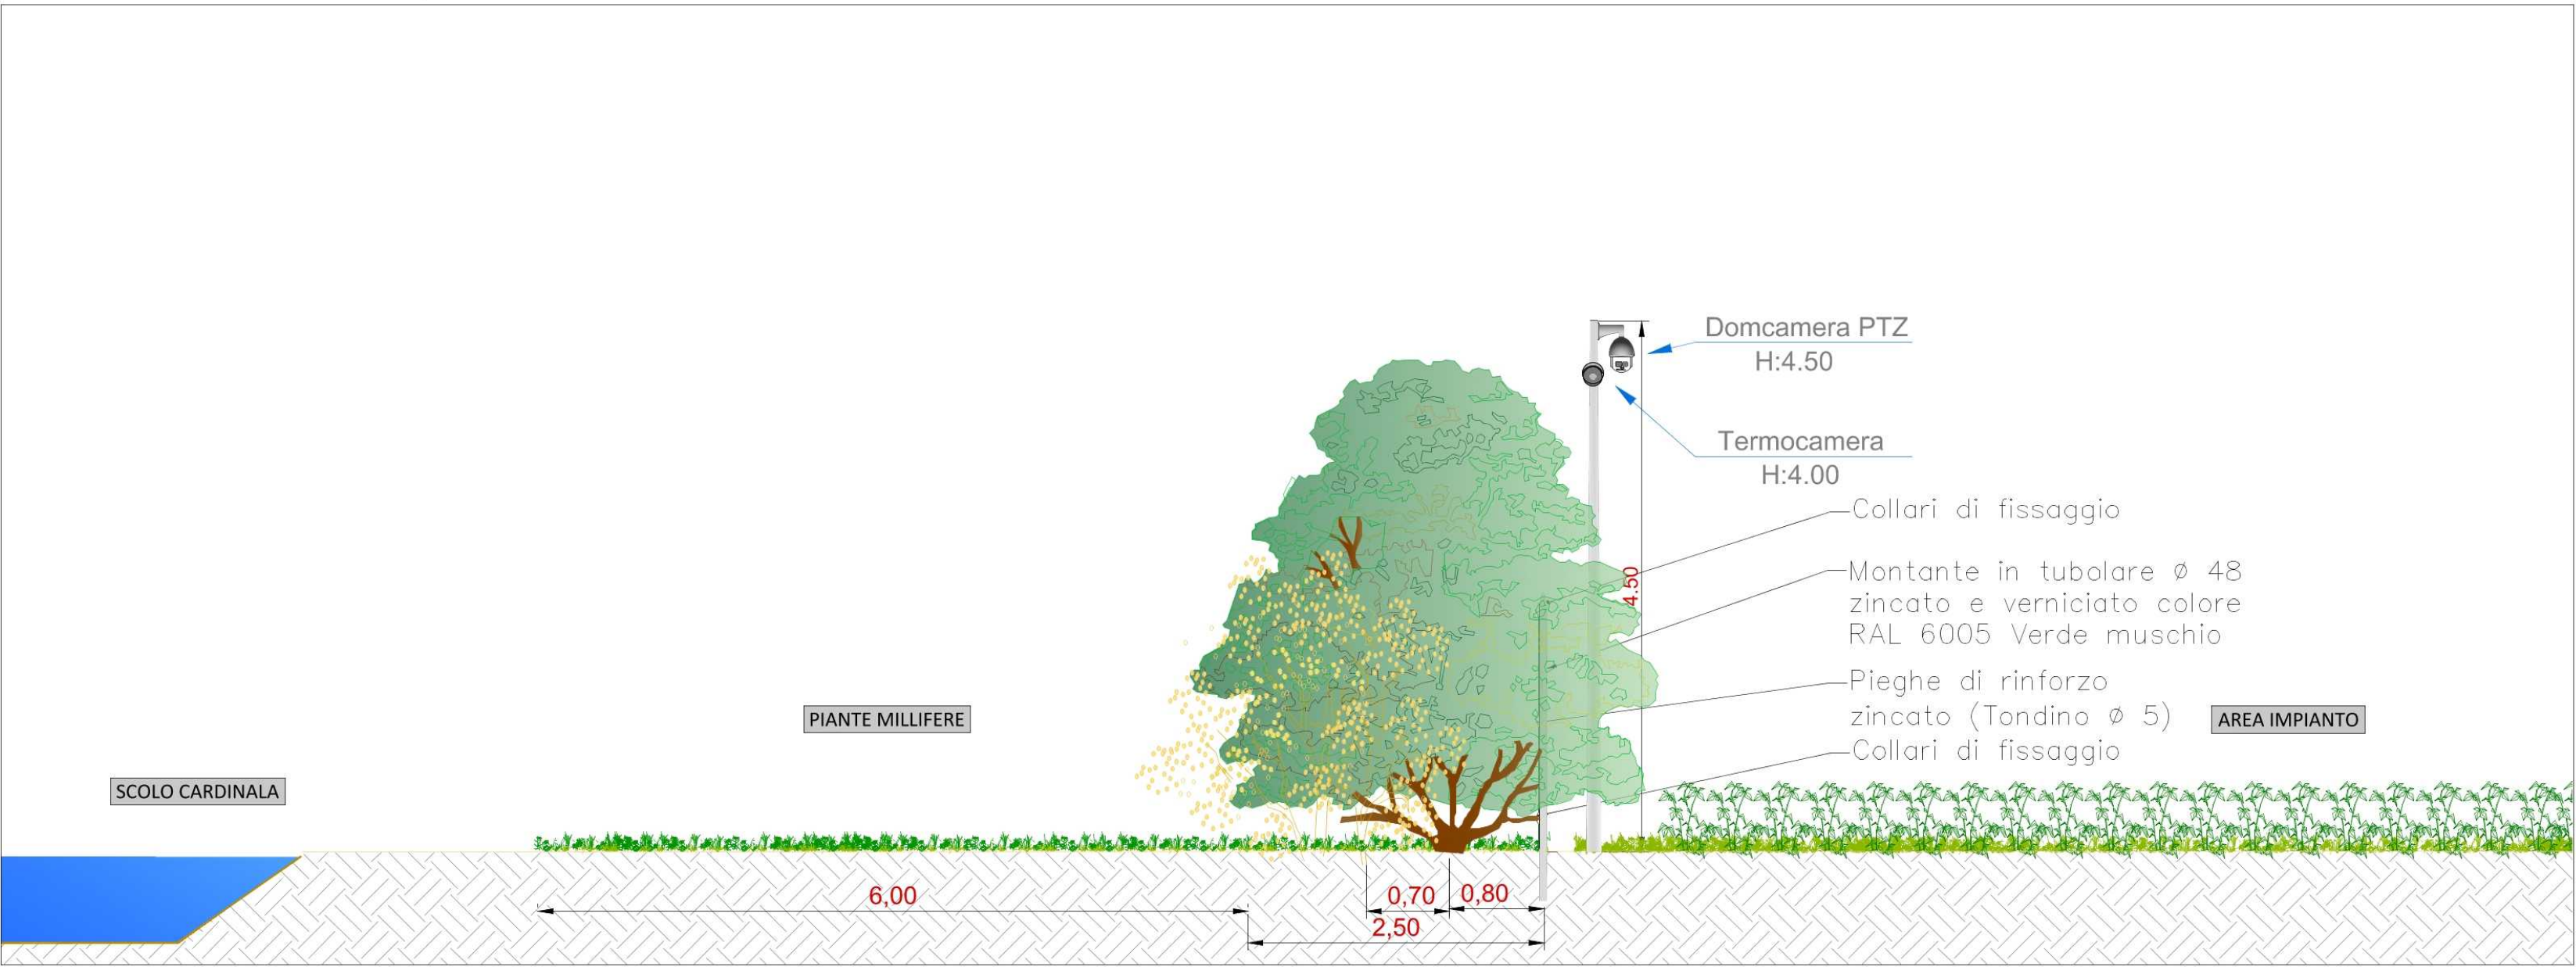 Domcamera PTZ
H:4.50
Termocamera
H:4.00
Collari di fissaggio
Montante in tubolare Ø 48
zincato e verniciato colore
RAL 6005 Verde muschio
4.50
Pieghe di rinforzo
zincato (Tondino Ø 5)
Collari di fissaggio
AREA IMPIANTO
PIANTE MILLIFERE
SCOLO CARDINALA
6,00
0,70
0,80
2,50